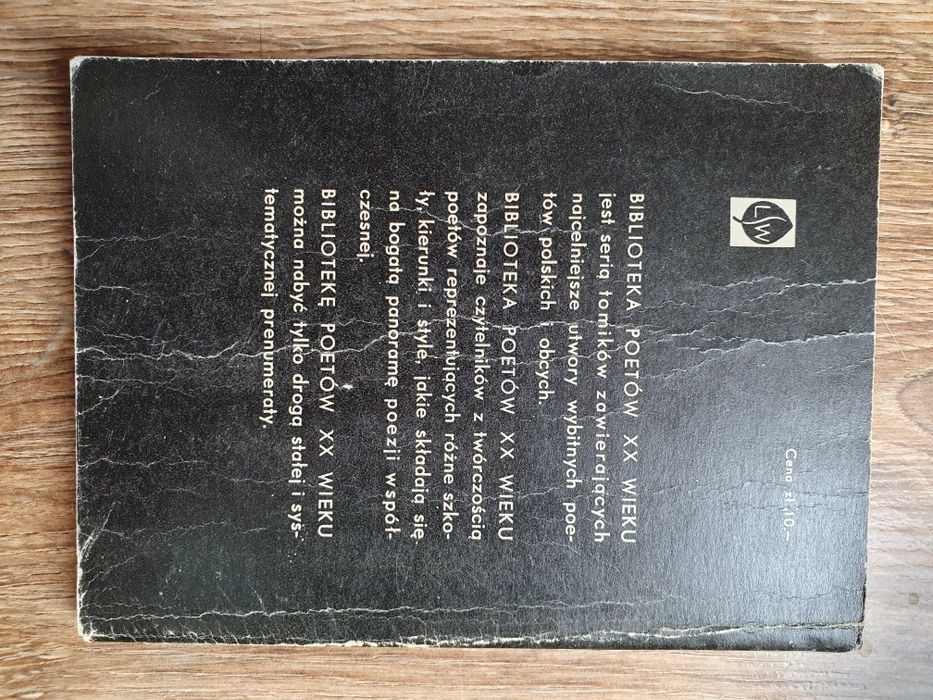 LSW
Cena zł 10,—
BIBLIOTEKA POETÓW XX WIEKU
jest serią tomików zawierających
najcelniejsze utwory wybitnych poe-
tów polskich i obcych.
BIBLIOTEKA POETÓW XX WIEKU
zapoznaje czytelników z twórczością
poetów reprezentujących różne szko-
ły, kierunki i style, jakie składają się
na bogatą panoramę poezji współ-
czesnej.
BIBLIOTEKĘ POETÓW XX WIEKU
można nabyć tylko drogą stałej i sys-
tematycznej prenumeraty.